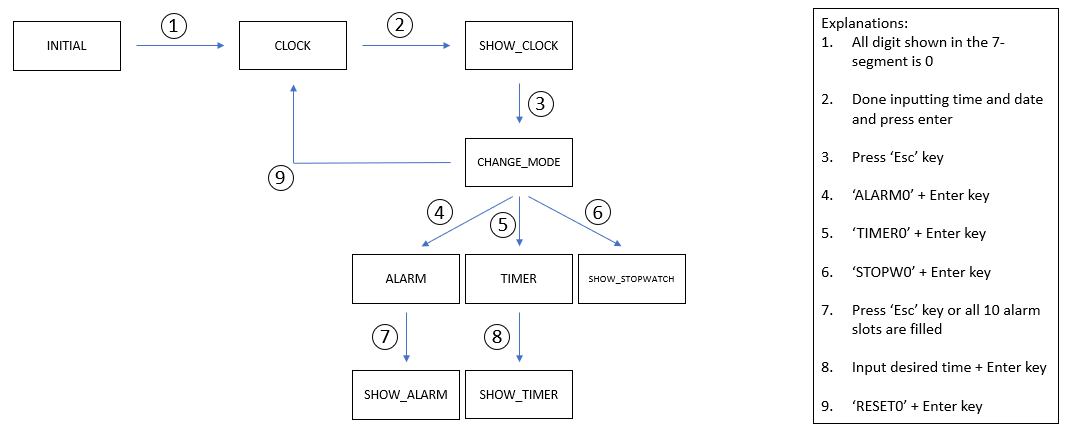 INITIAL
1
CLOCK
2
SHOW_CLOCK
3
CHANGE_MODE
9
4
5
6
ALARM
TIMER
SHOW_STOPWATCH
7
8
SHOW_ALARM
SHOW_TIMER
Explanations:
1. All digit shown in the 7-
segment is 0
2. Done inputting time and date
and press enter
3. Press ‘Esc’ key
4. ‘ALARM0’ + Enter key
5. ‘TIMER0’ + Enter key
6. ‘STOPW0’ + Enter key
7. Press ‘Esc’ key or all 10 alarm
slots are filled
8. Input desired time + Enter key
9. ‘RESET0’ + Enter key